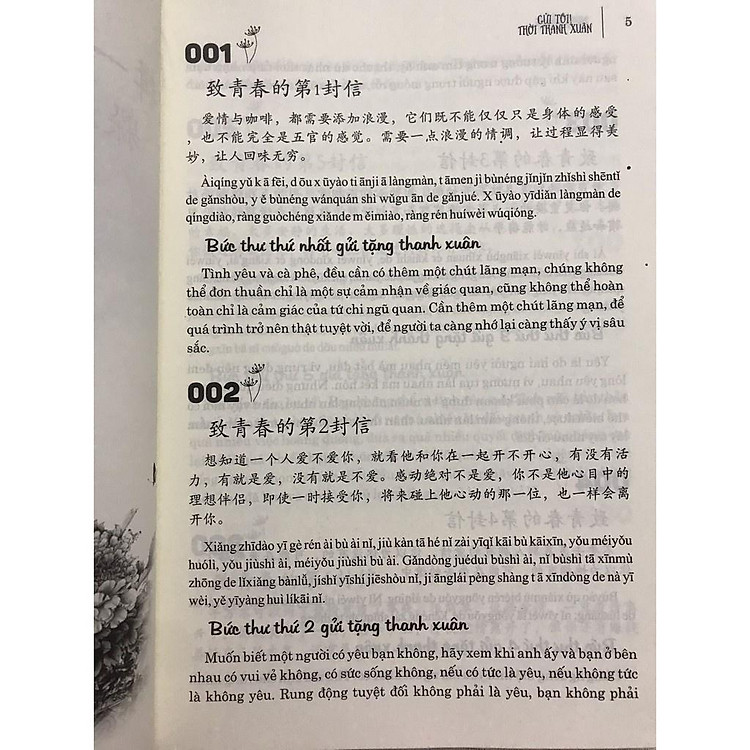 GỬI TÔI!
THỜI THANH XUÂN
5
001
致青春的第1封信
爱情与咖啡，都需要添加浪漫，它们既不能仅仅只是身体的感受
，也不能完全是五官的感觉。需要一点浪漫的情调，让过程显得美
妙，让人回味无穷。
Àiqíng yǔ k ā fēi, d ōu x ūyào ti ānji ā làngmàn, t āmen jì bùnéng jǐnjǐn zhǐshì shēntǐ
de gǎnshòu, y ě bùnéng wánquán shì wǔgu ān de gǎnjué. X ūyào yīdiǎn làngmàn de
qíngdiào, ràng guòchéng xiǎnde m ěimiào, ràng rén huíwèi wúqióng.
Bức thư thứ nhất gửi tặng thanh xuân
Tình yêu và cà phê, đều cần có thêm một chút lãng mạn, chúng không
thể đơn thuần chỉ là một sự cảm nhận về giác quan, cũng không thể hoàn
toàn chỉ là cảm giác của tứ chi ngũ quan. Cần thêm một chút lãng mạn, để
quá trình trở nên thật tuyệt vời, để người ta càng nhớ lại càng thấy ý vị sâu
sắc.
002
致青春的第2封信
想知道一个人爱不爱你，就看他和你在一起开不开心，有没有活
力，有就是爱，没有就是不爱。感动绝对不是爱，你不是他心目中的
理想伴侣，即使一时接受你，将来碰上他心动的那一位，也一样会离
开你。
Xiǎng zhīdào yī gè rén ài bù ài nǐ, jiù kàn tā hé nǐ zài yīqǐ kāi bù kāixīn, yǒu méiyǒu
huólì, yǒu jiùshì ài, méiyǒu jiùshì bù ài. Gǎndòng juéduì bùshì ài, nǐ bùshì tā xīnmù
zhōng de lǐxiǎng bànlǚ, jíshǐ yīshí jiēshòu nǐ, ji ānglái pèng shàng t ā xīndòng de nà yī
wèi, yě yīyàng huì líkāi nǐ.
Bức thư thứ 2 gửi tặng thanh xuân
Muốn biết một người có yêu bạn không, hãy xem khi anh ấy và bạn ở bên
nhau có vui vẻ không, có sức sống không, nếu có tức là yêu, nếu không tức
là không yêu. Rung động tuyệt đối không phải là yêu, bạn không phải